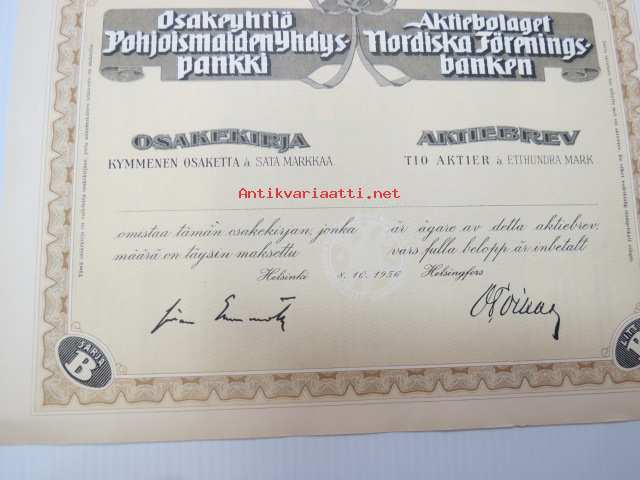 Osakeyhtiö
Pohjoismaiden Yhdys-
pankki
Aktiebolaget
Nordiska Förenings-
banken
OSAKEKIRJA
KYMMENEN OSAKETTA à SATA MARKKAA
AKTIEBREV
TIO AKTIER à ETTHUNDRA MARK
Antikvariaatti.net
omistaa tämän osakekirjan, jonka
määrä on täysin maksettu
är ägare av detta aktiebrev,
vars fulla belopp är inbetalt
Helsinki 8.10.1956 Helsingfors
SARJA
B
LITT
B